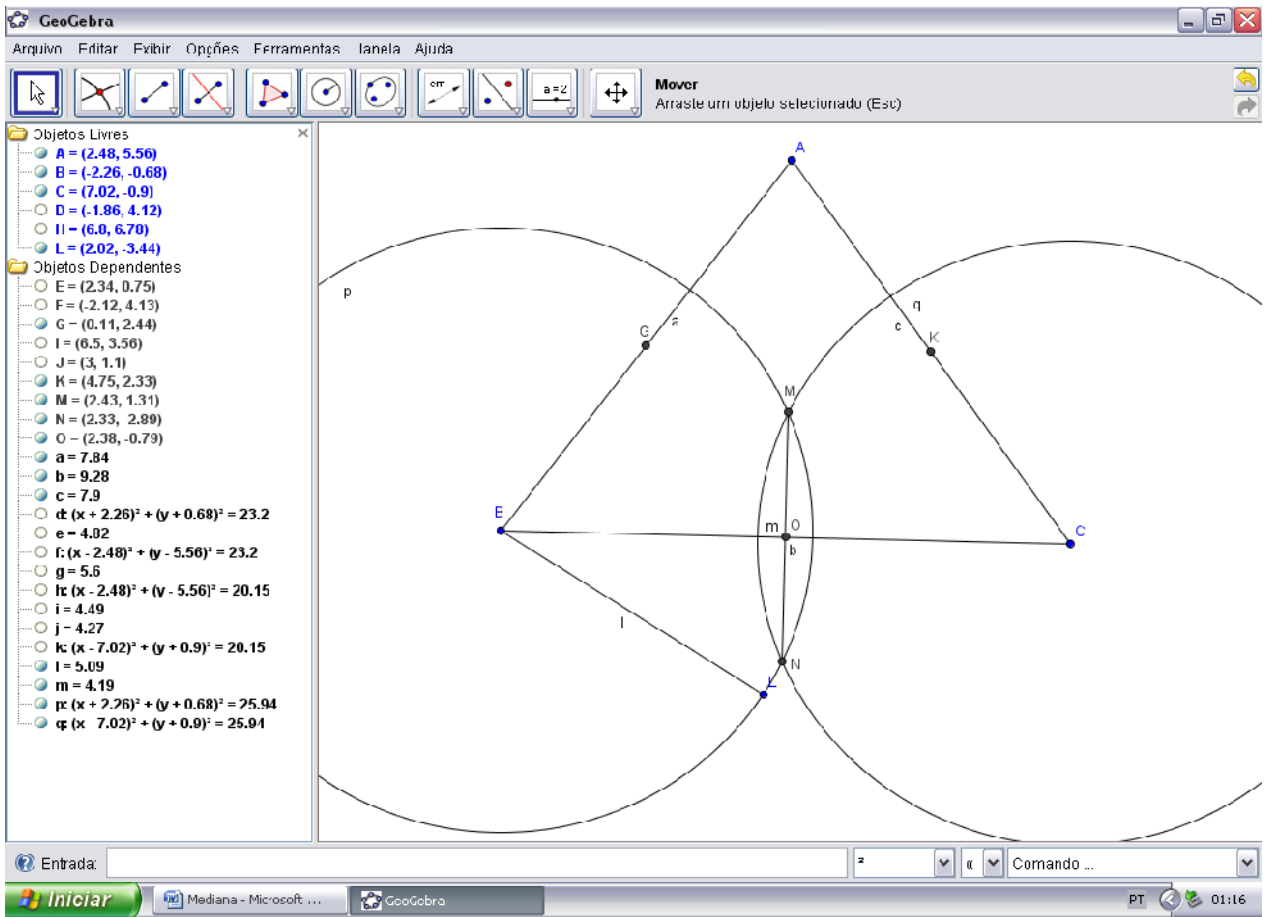 GeoGebra
Arquivo Editar Exibir Opções Ferramentas Janela Ajuda
cm
a=2
Mover
Arraste um objeto selecionado (Esc)
Objetos Livres
A = (2.48, 5.56)
B = (-2.26, -0.68)
C = (7.02, -0.9)
D = (-1.86, 4.12)
H = (6.8, 6.78)
L = (2.02, -3.44)
Objetos Dependentes
E = (2.34, 0.75)
F = (-2.12, 4.13)
G = (0.11, 2.44)
I = (6.5, 3.56)
J = (3, 1.1)
K = (4.75, 2.33)
M = (2.43, 1.31)
N = (2.33, -2.89)
O = (2.38, -0.79)
a = 7.84
b = 9.28
c = 7.9
d: (x + 2.26)² + (y + 0.68)² = 23.2
e = 4.82
f: (x - 2.48)² + (y - 5.56)² = 23.2
g = 5.6
h: (x - 2.48)² + (y - 5.56)² = 20.15
i = 4.49
j = 4.27
k: (x - 7.02)² + (y + 0.9)² = 20.15
l = 5.09
m = 4.19
p: (x + 2.26)² + (y + 0.68)² = 25.94
q: (x - 7.02)² + (y + 0.9)² = 25.94
A
p
q
G
a
c
K
M
B
m
O
b
C
l
N
L
Entrada:
²
α
Comando ...
Iniciar
Mediana - Microsoft ...
GeoGebra
PT
01:16